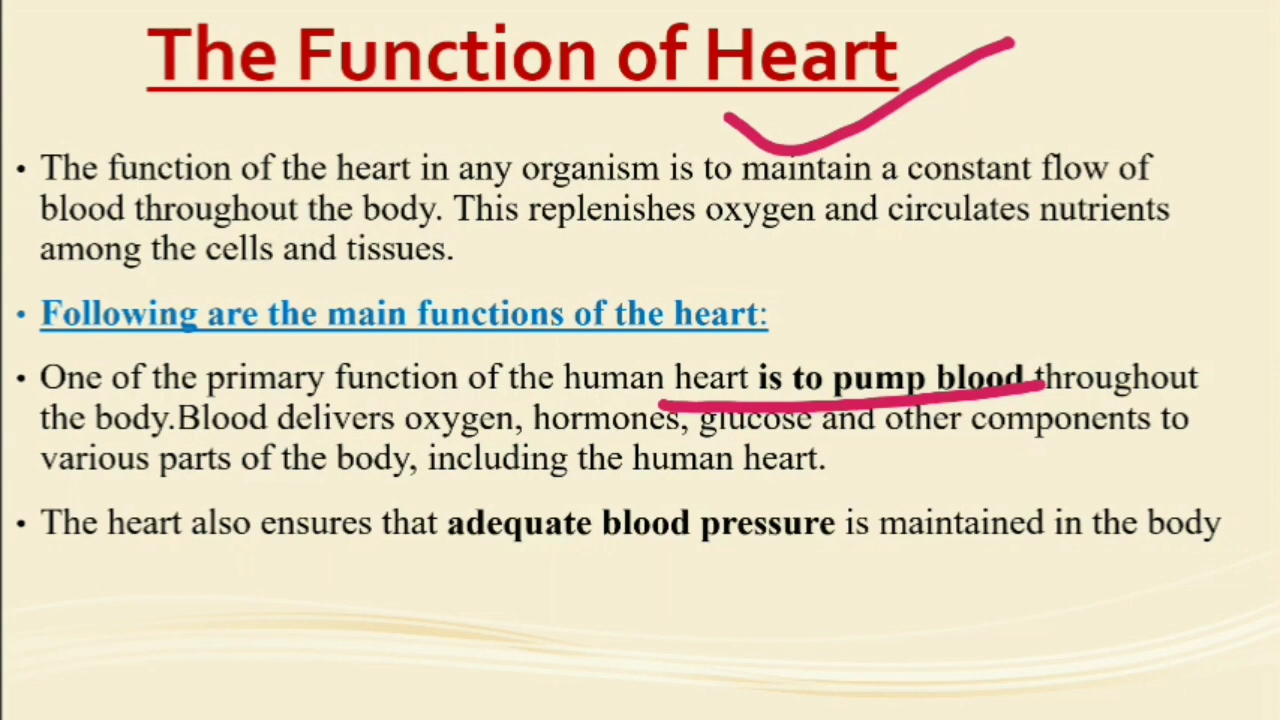 The Function of Heart
• The function of the heart in any organism is to maintain a constant flow of
blood throughout the body. This replenishes oxygen and circulates nutrients
among the cells and tissues.
• Following are the main functions of the heart:
• One of the primary function of the human heart is to pump blood throughout
the body.Blood delivers oxygen, hormones, glucose and other components to
various parts of the body, including the human heart.
• The heart also ensures that adequate blood pressure is maintained in the body